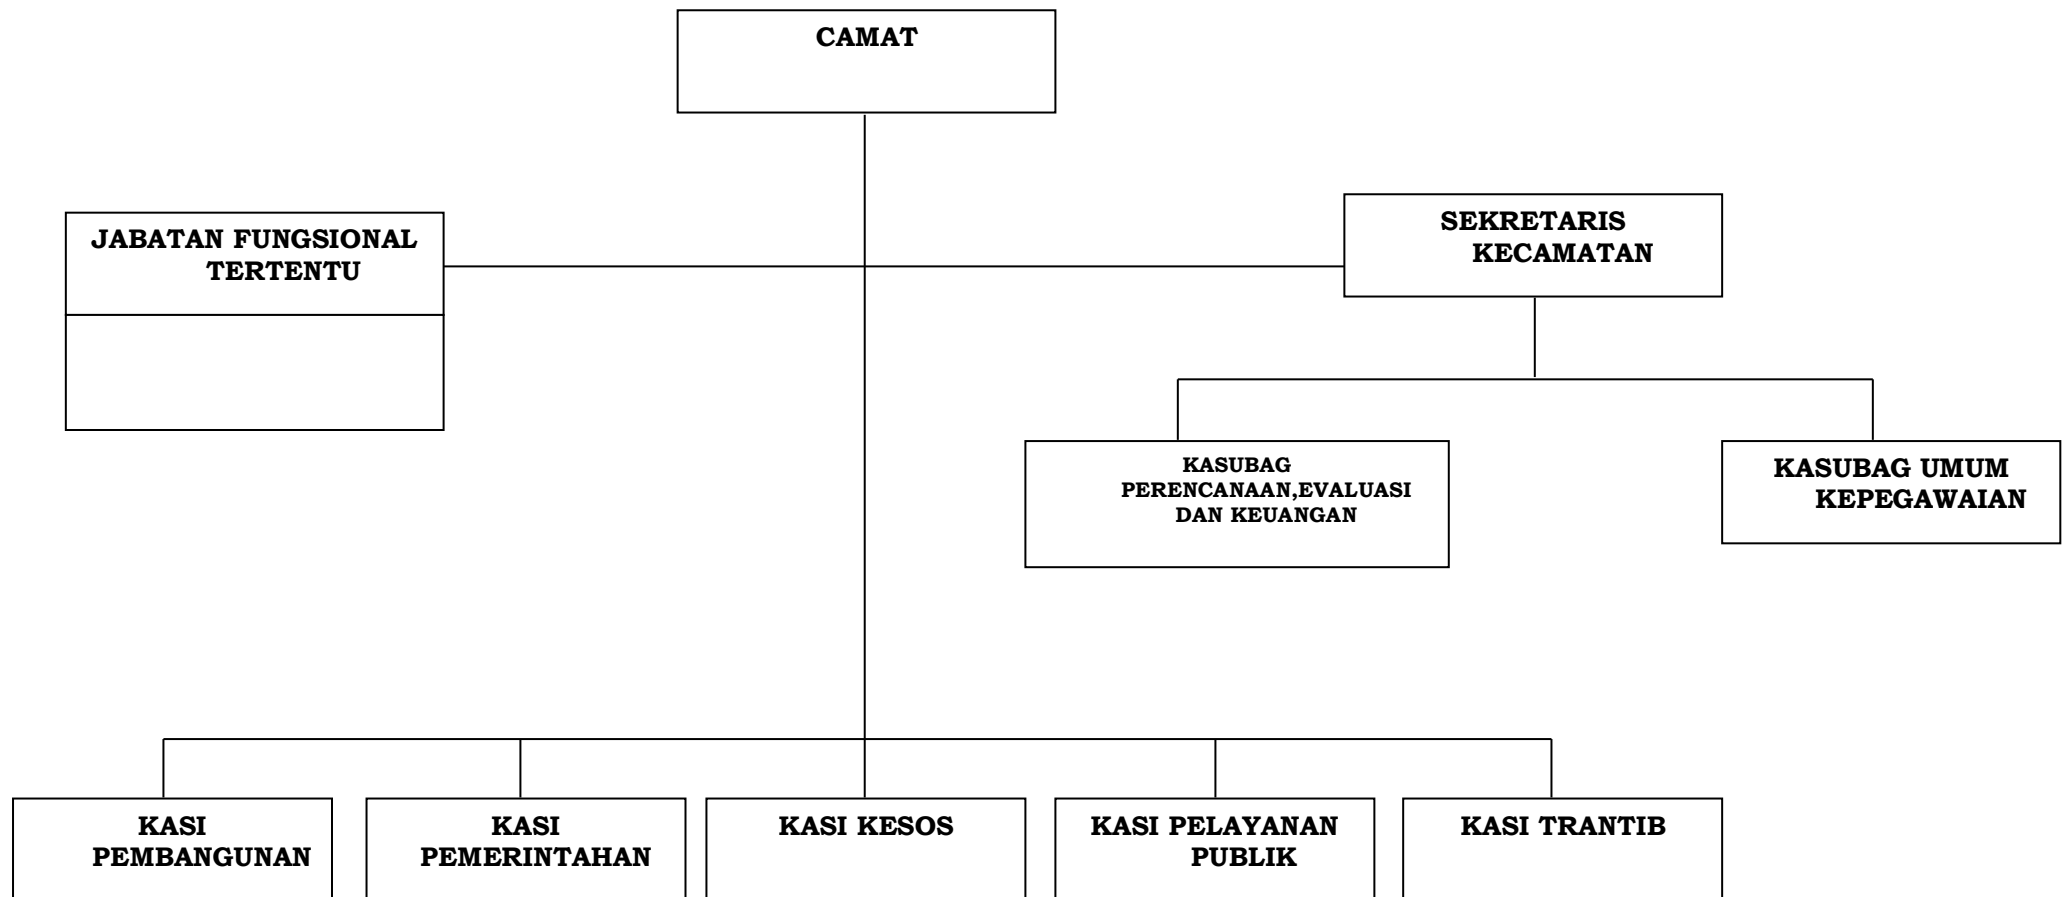 CAMAT
JABATAN FUNGSIONAL
TERTENTU
SEKRETARIS
KECAMATAN
KASUBAG
PERENCANAAN,EVALUASI
DAN KEUANGAN
KASUBAG UMUM
KEPEGAWAIAN
KASI
PEMBANGUNAN
KASI
PEMERINTAHAN
KASI KESOS
KASI PELAYANAN
PUBLIK
KASI TRANTIB